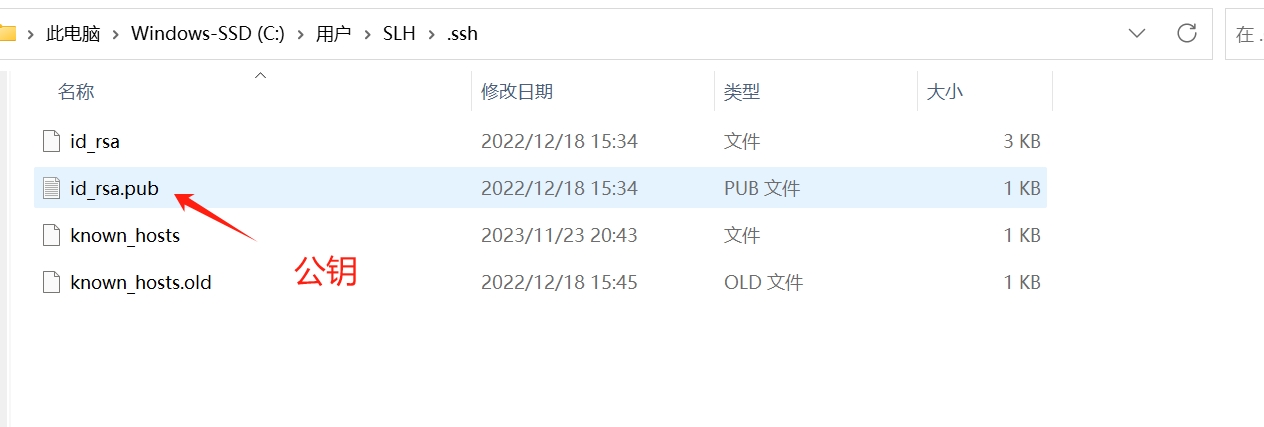 此电脑 › Windows-SSD (C:) › 用户 › SLH › .ssh
在 .
名称 修改日期 类型 大小
id_rsa 2022/12/18 15:34 文件 3 KB
id_rsa.pub 2022/12/18 15:34 PUB 文件 1 KB
known_hosts 2023/11/23 20:43 文件 1 KB
known_hosts.old 2022/12/18 15:45 OLD 文件 1 KB
公钥